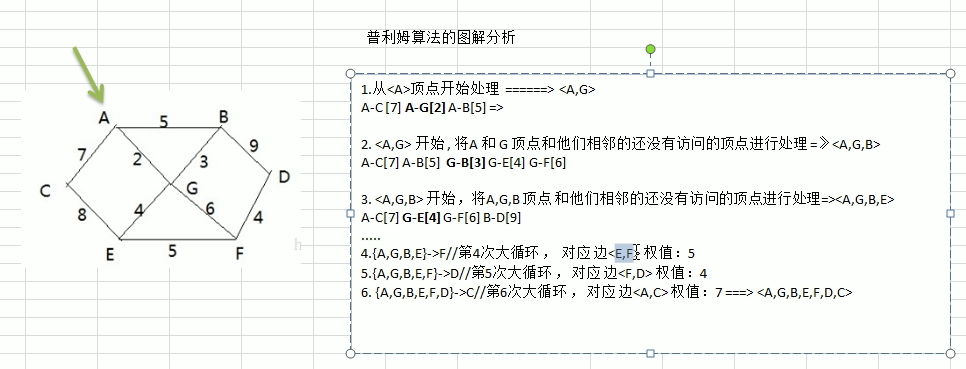 普利姆算法的图解分析
1.从<A>顶点开始处理 ======> <A,G>
A-C [7] A-G[2] A-B[5] =>
2. <A,G> 开始 , 将A 和 G 顶点和他们相邻的还没有访问的顶点进行处理 =》<A,G,B>
A-C[7] A-B[5] G-B[3] G-E[4] G-F[6]
3. <A,G,B> 开始，将A,G,B 顶点 和他们相邻的还没有访问的顶点进行处理=><A,G,B,E>
A-C[7] G-E[4] G-F[6] B-D[9]
.....
4.{A,G,B,E}->F//第4次大循环 ， 对应 边<E,F> 权值：5
5.{A,G,B,E,F}->D//第5次大循环 ， 对应 边<F,D> 权值：4
6. {A,G,B,E,F,D}->C//第6次大循环 ，对应 边<A,C> 权值：7 ===> <A,G,B,E,F,D,C>
A 5 B
7 2 3 9
C G D
8 4 6 4
E 5 F
h